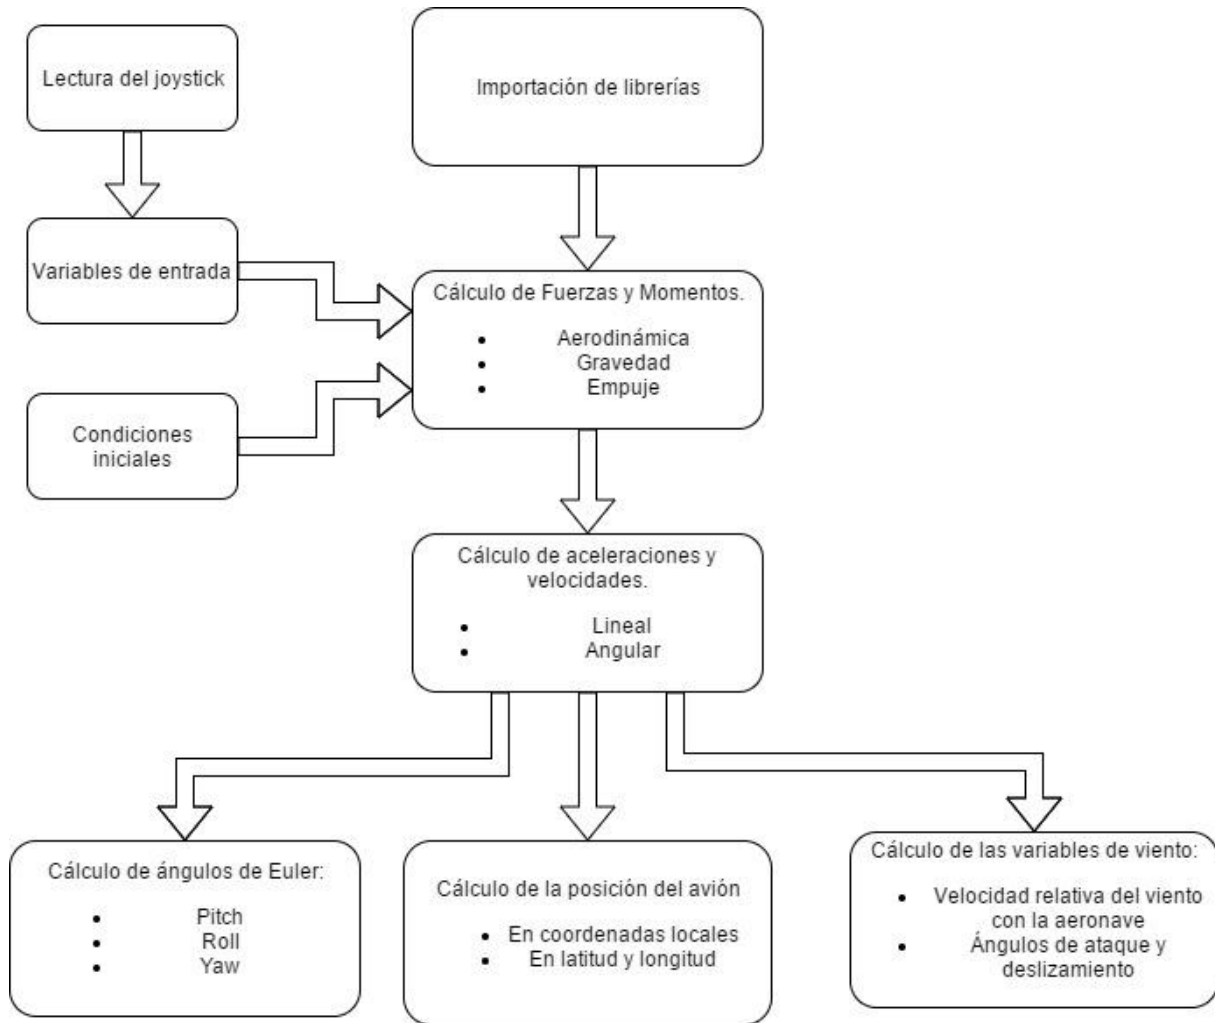 Lectura del joystick
Importación de librerías
Variables de entrada
Cálculo de Fuerzas y Momentos.
• Aerodinámica
• Gravedad
• Empuje
Condiciones
iniciales
Cálculo de aceleraciones y
velocidades.
• Lineal
• Angular
Cálculo de ángulos de Euler:
• Pitch
• Roll
• Yaw
Cálculo de la posición del avión
• En coordenadas locales
• En latitud y longitud
Cálculo de las variables de viento:
• Velocidad relativa del viento
con la aeronave
• Ángulos de ataque y
deslizamiento